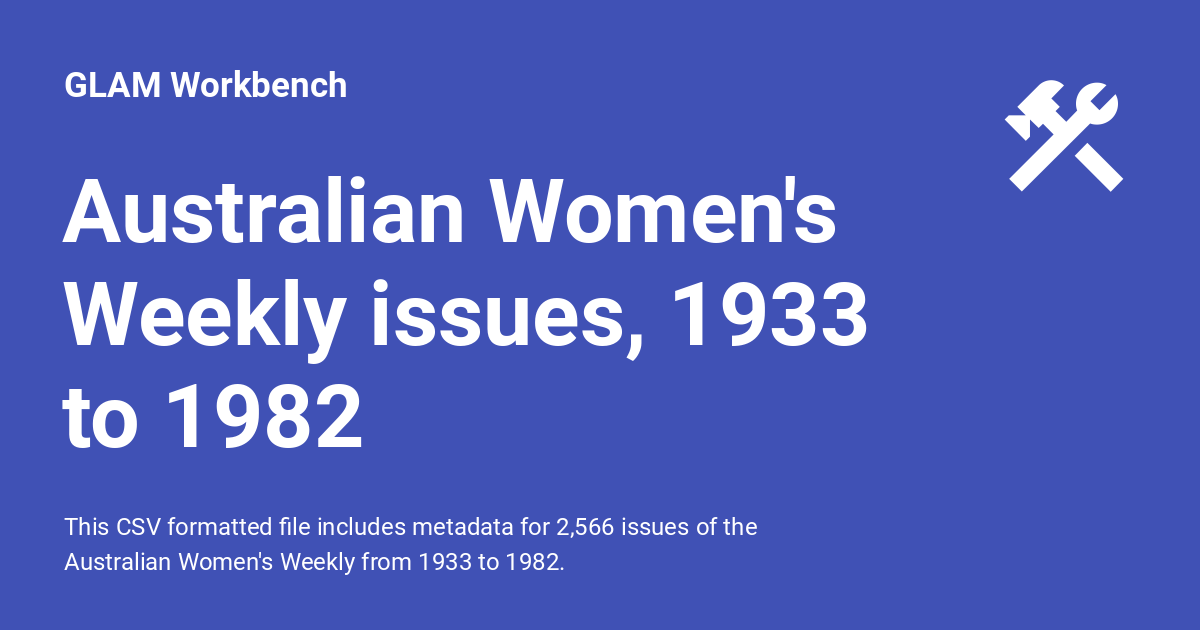 GLAM Workbench
Australian Women's
Weekly issues, 1933
to 1982
This CSV formatted file includes metadata for 2,566 issues of the
Australian Women's Weekly from 1933 to 1982.